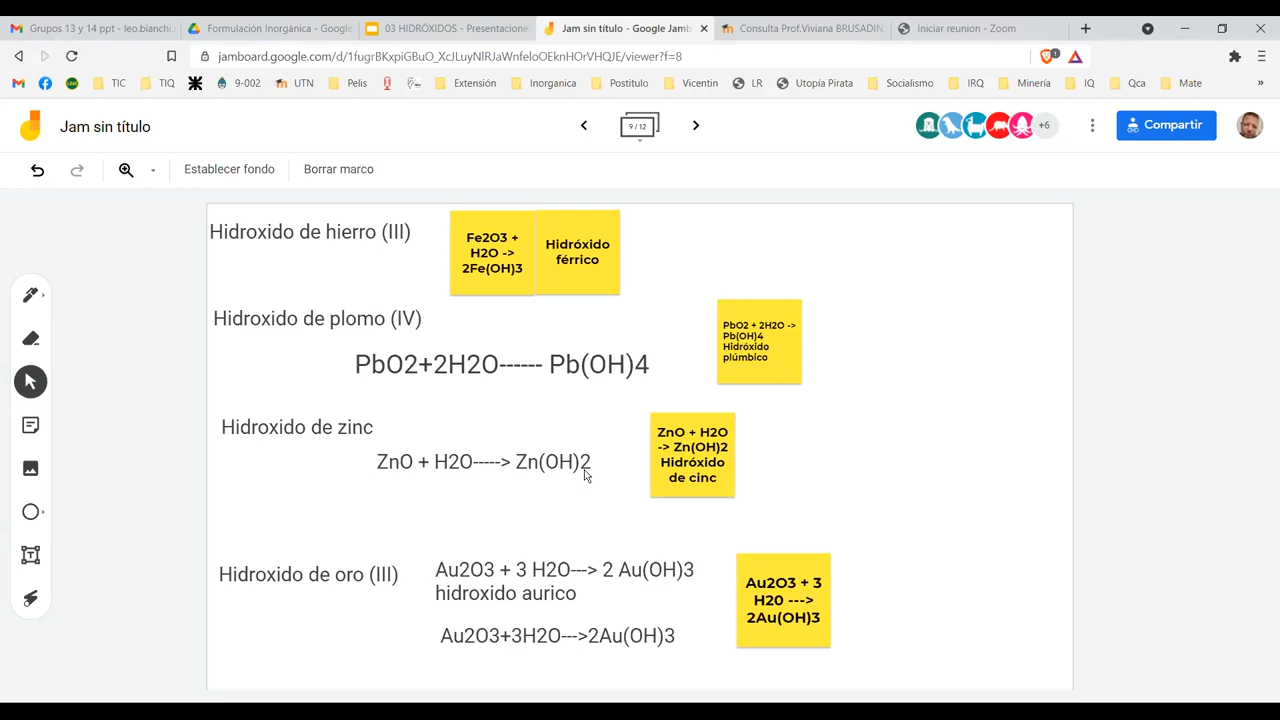 Grupos 13 y 14 ppt - leo.bianchi
Formulación Inorgánica - Google
03 HIDRÓXIDOS - Presentacione
Jam sin título - Google Jamb
Consulta Prof.Viviana BRUSADIN
Iniciar reunión - Zoom
jamboard.google.com/d/1fuqrBKxpiGBuO_XcJLuyNlRJaWnfeloOEknHOrVHQJE/viewer?f=8
1
TIC
TIQ
9-002
UTN
Pelis
Extensión
Inorganica
Postítulo
Vicentin
LR
Utopía Pirata
Socialismo
IRQ
Minería
IQ
Qca
Mate
»
Jam sin título
9 / 12
+6
Compartir
Establecer fondo
Borrar marco
Hidroxido de hierro (III)
Fe2O3 +
H2O ->
2Fe(OH)3
Hidróxido
férrico
Hidroxido de plomo (IV)
PbO2+2H2O------ Pb(OH)4
PbO2 + 2H2O ->
Pb(OH)4
Hidróxido
plúmbico
Hidroxido de zinc
ZnO + H2O-----> Zn(OH)2
ZnO + H2O
-> Zn(OH)2
Hidróxido
de cinc
Hidroxido de oro (III)
Au2O3 + 3 H2O---> 2 Au(OH)3
hidroxido aurico
Au2O3+3H2O--->2Au(OH)3
Au2O3 + 3
H20 --->
2Au(OH)3